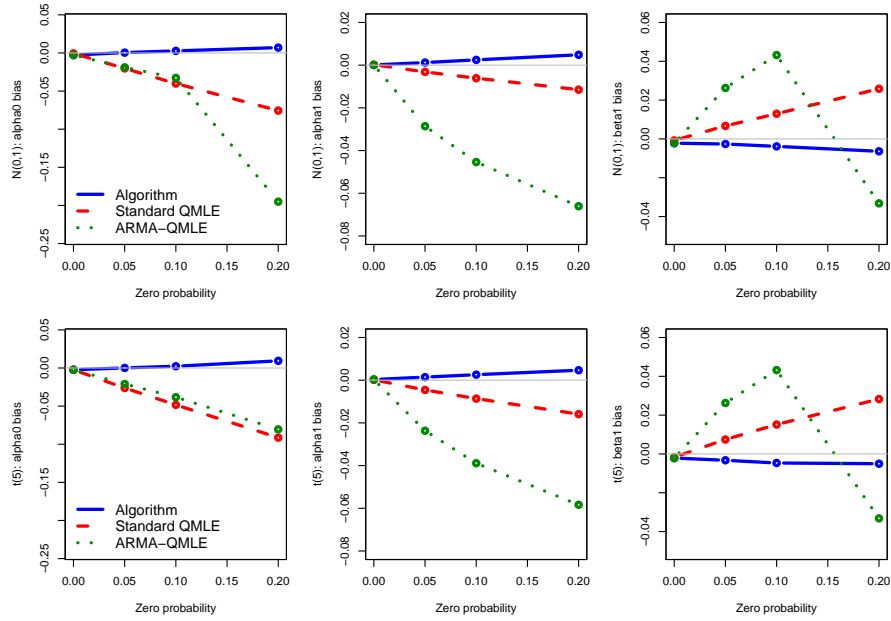 0.05
0.00
−0.05
−0.15
−0.25
N(0,1): alpha0 bias
Algorithm
Standard QMLE
ARMA−QMLE
0.00 0.05 0.10 0.15 0.20
Zero probability
0.02
0.00
−0.02
−0.04
−0.06
−0.08
N(0,1): alpha1 bias
0.00 0.05 0.10 0.15 0.20
Zero probability
0.06
0.04
0.02
0.00
−0.04
N(0,1): beta1 bias
0.00 0.05 0.10 0.15 0.20
Zero probability
0.05
0.00
−0.05
−0.15
−0.25
t(5): alpha0 bias
Algorithm
Standard QMLE
ARMA−QMLE
0.00 0.05 0.10 0.15 0.20
Zero probability
0.02
0.00
−0.02
−0.04
−0.06
−0.08
t(5): alpha1 bias
0.00 0.05 0.10 0.15 0.20
Zero probability
0.06
0.04
0.02
0.00
−0.04
t(5): beta1 bias
0.00 0.05 0.10 0.15 0.20
Zero probability